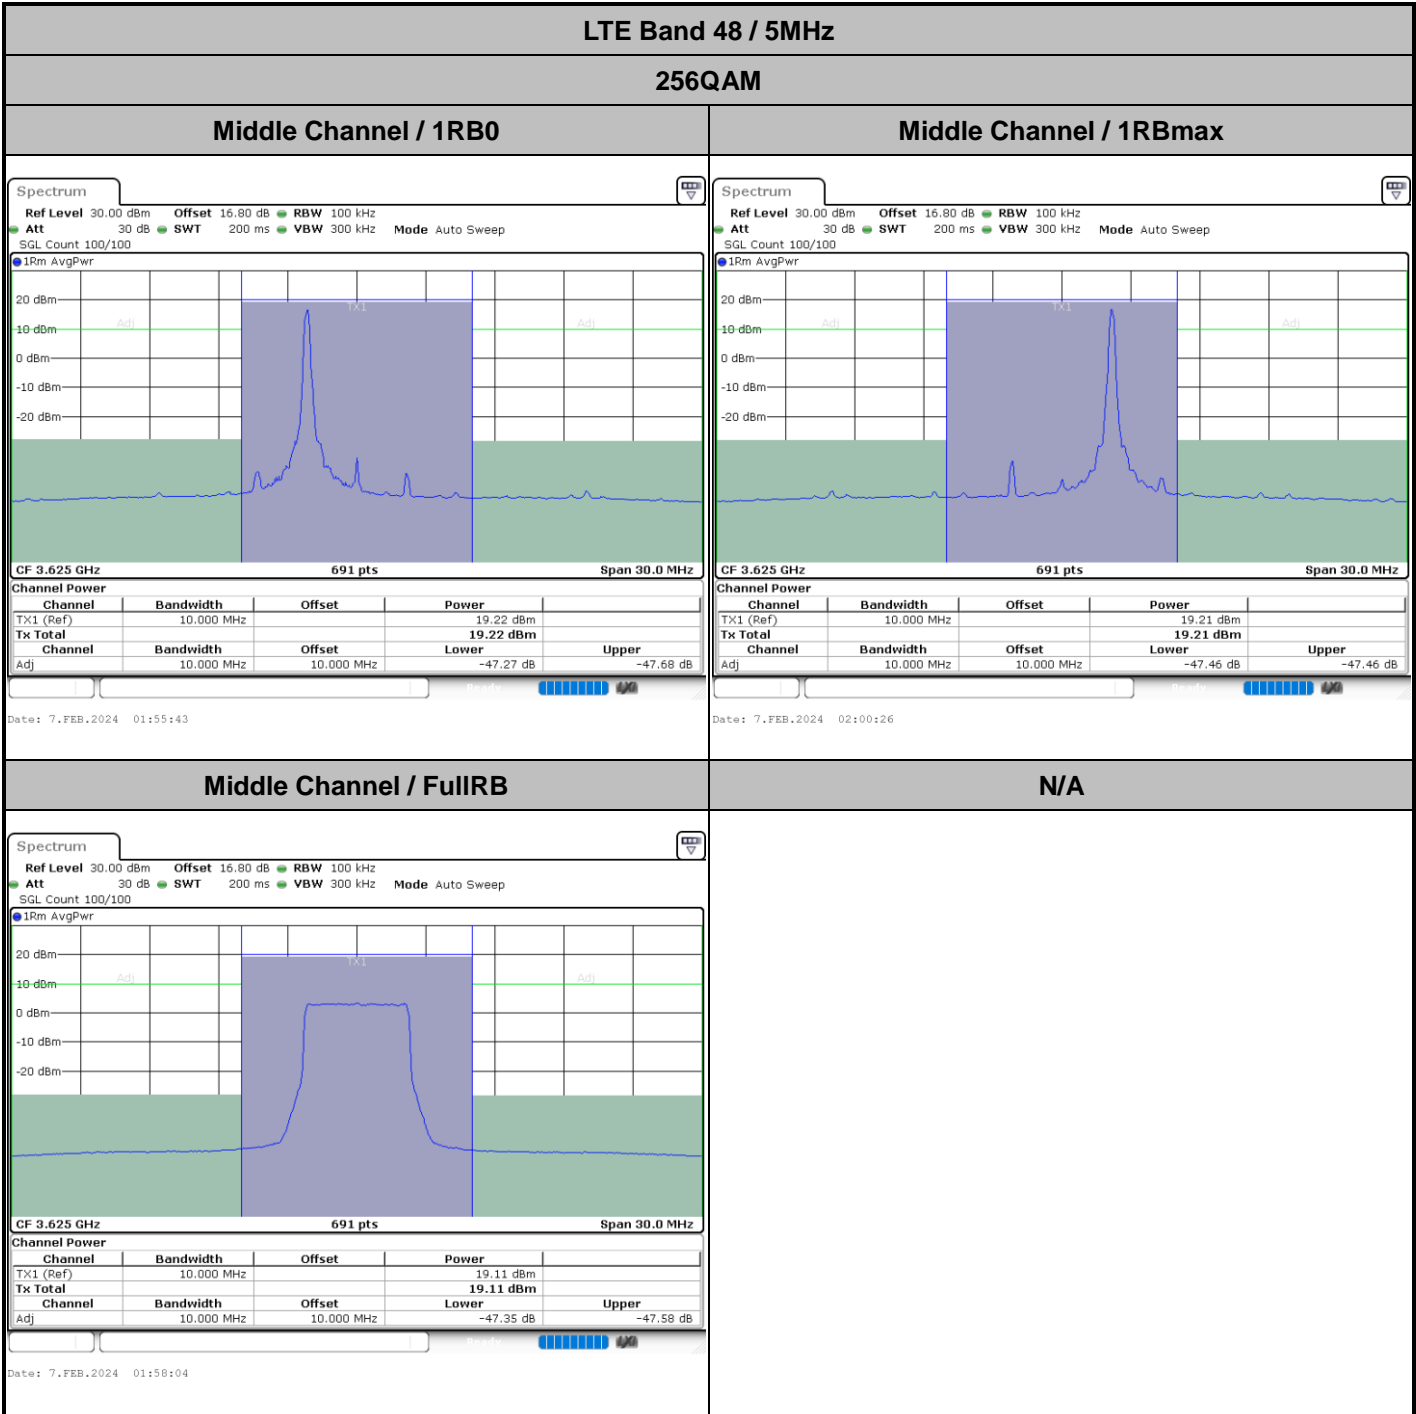 LTE Band 48 / 5MHz
256QAM
Middle Channel / 1RB0
Middle Channel / 1RBmax
Spectrum
Ref Level 30.00 dBm Offset 16.80 dB RBW 100 kHz
Att 30 dB SWT 200 ms VBW 300 kHz Mode Auto Sweep
SGL Count 100/100
1Rm AvgPwr
20 dBm
TX1
10 dBm Adj Adj
0 dBm
-10 dBm
-20 dBm
CF 3.625 GHz 691 pts Span 30.0 MHz
Channel Power
Channel Bandwidth Offset Power
TX1 (Ref) 10.000 MHz 19.22 dBm
Tx Total 19.22 dBm
Channel Bandwidth Offset Lower Upper
Adj 10.000 MHz 10.000 MHz -47.27 dB -47.68 dB
Ready
Date: 7.FEB.2024 01:55:43
Spectrum
Ref Level 30.00 dBm Offset 16.80 dB RBW 100 kHz
Att 30 dB SWT 200 ms VBW 300 kHz Mode Auto Sweep
SGL Count 100/100
1Rm AvgPwr
20 dBm
TX1
10 dBm Adj Adj
0 dBm
-10 dBm
-20 dBm
CF 3.625 GHz 691 pts Span 30.0 MHz
Channel Power
Channel Bandwidth Offset Power
TX1 (Ref) 10.000 MHz 19.21 dBm
Tx Total 19.21 dBm
Channel Bandwidth Offset Lower Upper
Adj 10.000 MHz 10.000 MHz -47.46 dB -47.46 dB
Ready
Date: 7.FEB.2024 02:00:26
Middle Channel / FullRB
N/A
Spectrum
Ref Level 30.00 dBm Offset 16.80 dB RBW 100 kHz
Att 30 dB SWT 200 ms VBW 300 kHz Mode Auto Sweep
SGL Count 100/100
1Rm AvgPwr
20 dBm
TX1
10 dBm Adj Adj
0 dBm
-10 dBm
-20 dBm
CF 3.625 GHz 691 pts Span 30.0 MHz
Channel Power
Channel Bandwidth Offset Power
TX1 (Ref) 10.000 MHz 19.11 dBm
Tx Total 19.11 dBm
Channel Bandwidth Offset Lower Upper
Adj 10.000 MHz 10.000 MHz -47.35 dB -47.58 dB
Ready
Date: 7.FEB.2024 01:58:04